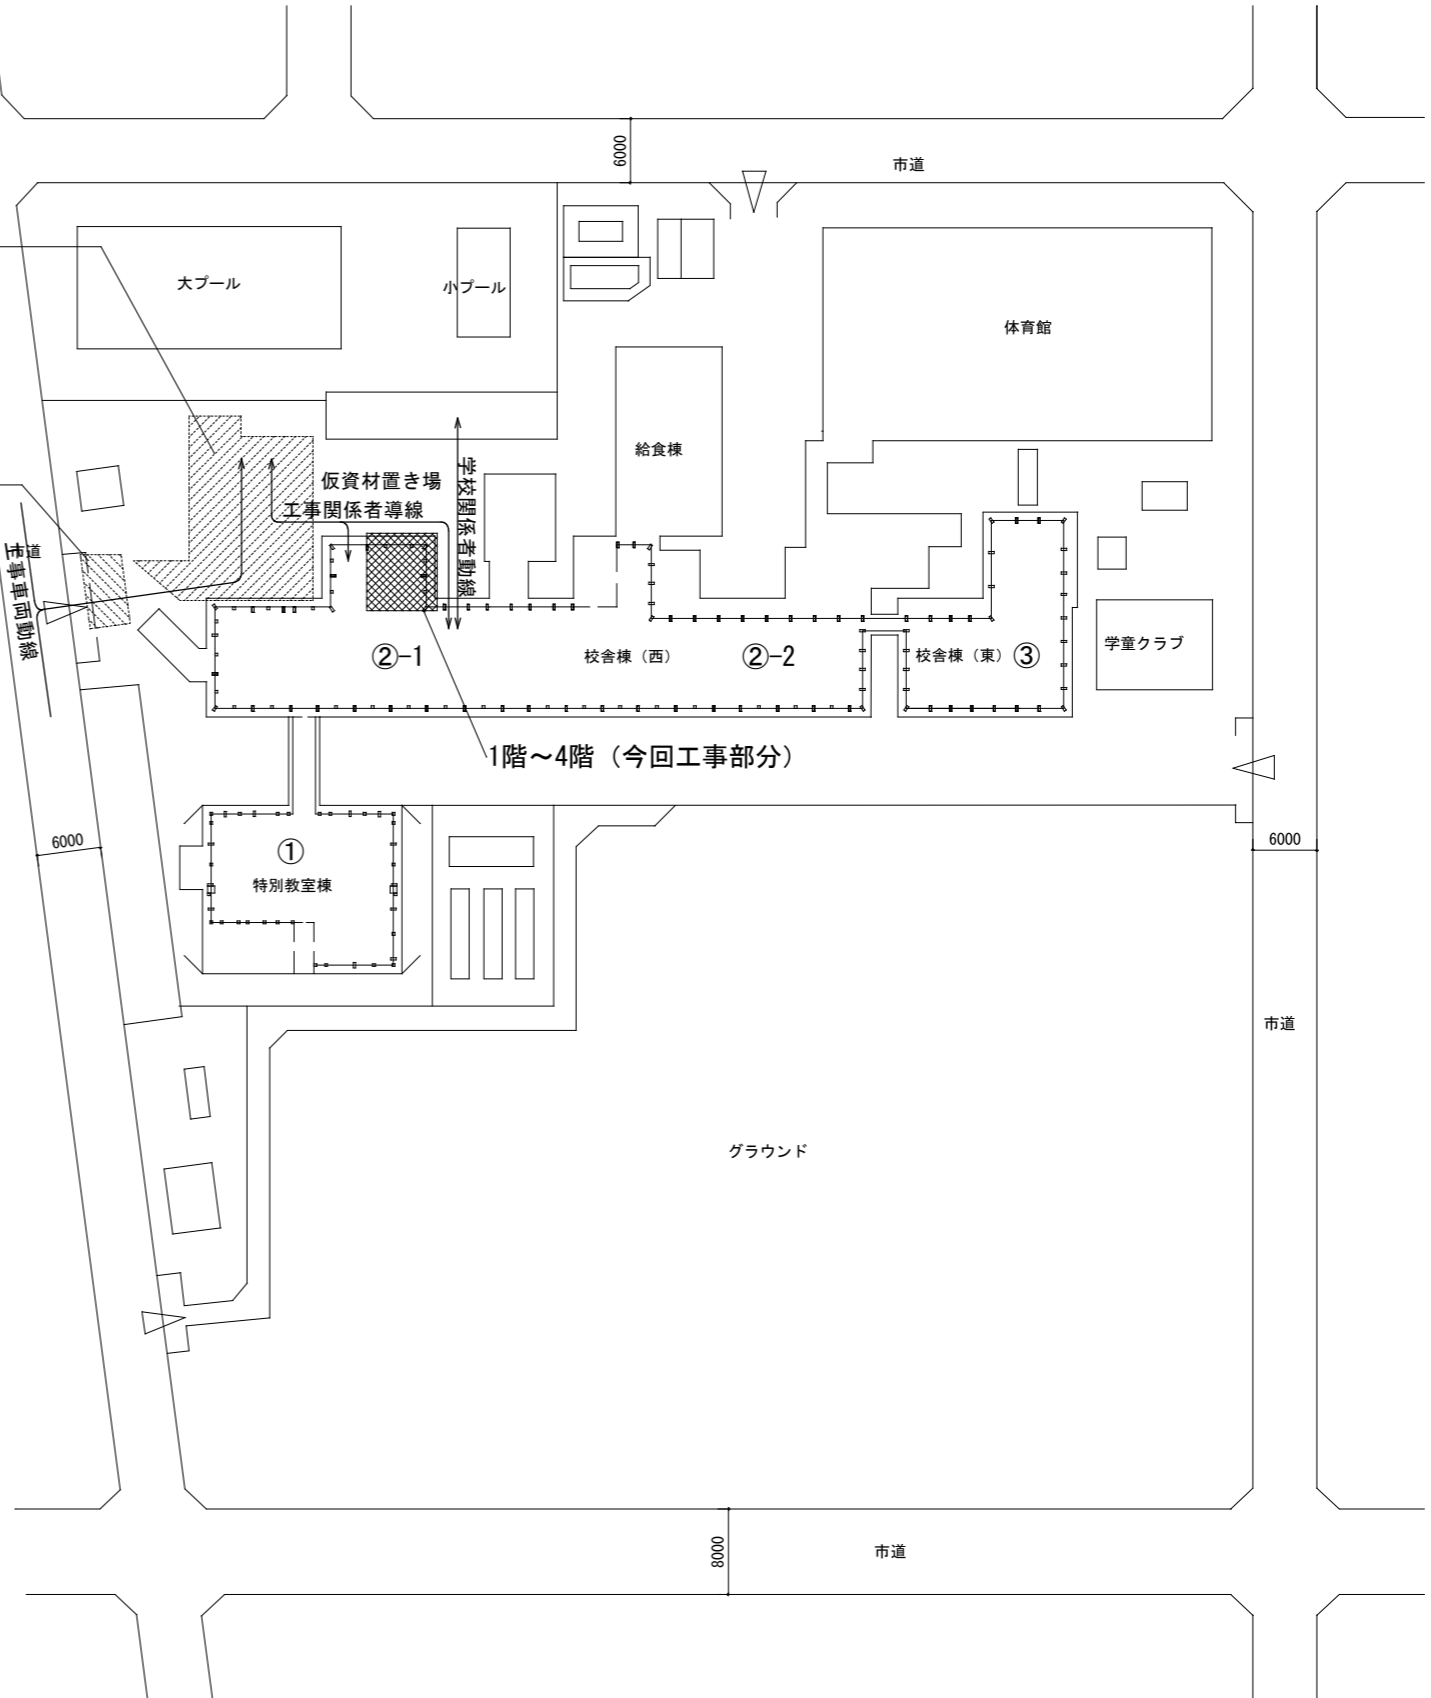 6000
市道
大プール
小プール
体育館
給食棟
仮資材置き場
工事関係者導線
学校関係者動線
市道
工事車両動線
②-1
校舎棟（西）
②-2
校舎棟（東）
③
学童クラブ
1階～4階（今回工事部分）
6000
①
特別教室棟
6000
市道
グラウンド
8000
市道